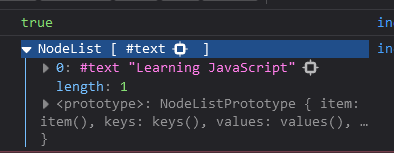 true
in
NodeList [ #text ]
in
0: #text "Learning JavaScript"
length: 1
<prototype>: NodeListPrototype { item:
item(), keys: keys(), values: values(), …
}